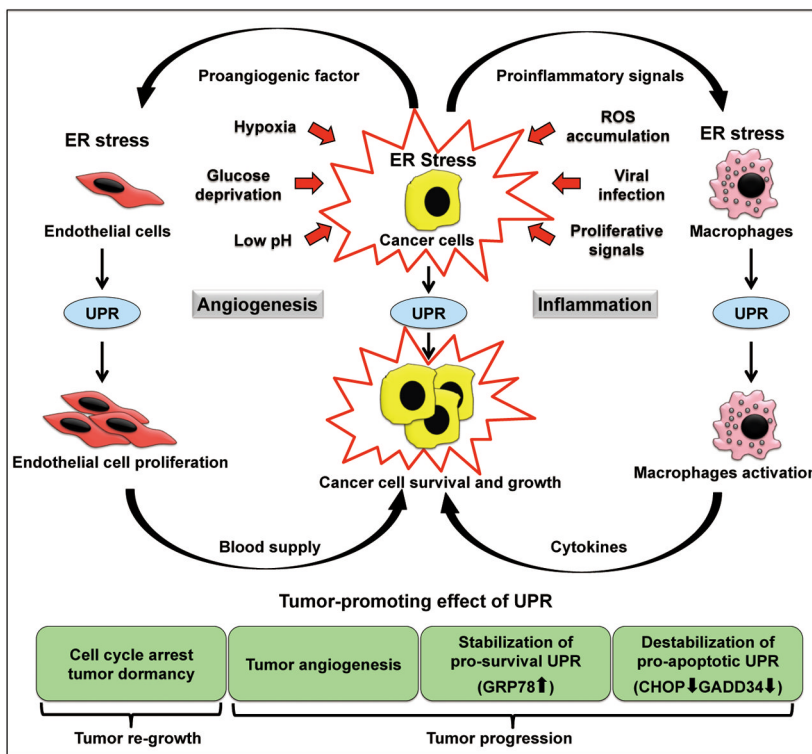 Proangiogenic factor
Proinflammatory signals
ER stress
Hypoxia
Glucose
deprivation
Low pH
ER Stress
Cancer cells
ROS
accumulation
Viral
infection
Proliferative
signals
ER stress
Endothelial cells
Macrophages
UPR
Angiogenesis
UPR
Inflammation
UPR
Endothelial cell proliferation
Cancer cell survival and growth
Macrophages activation
Blood supply
Cytokines
Tumor-promoting effect of UPR
Cell cycle arrest
tumor dormancy
Tumor angiogenesis
Stabilization of
pro-survival UPR
(GRP78⬆)
Destabilization of
pro-apoptotic UPR
(CHOP⬇GADD34⬇)
Tumor re-growth
Tumor progression